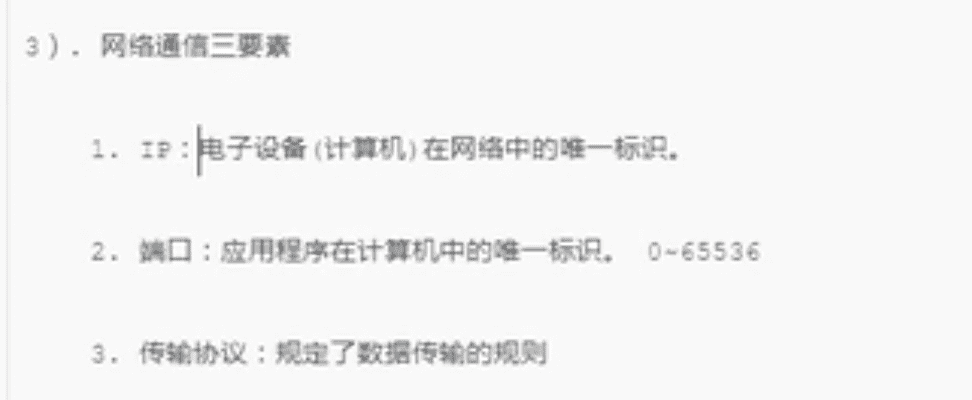 3). 网络通信三要素
1. IP:电子设备(计算机)在网络中的唯一标识。
2. 端口:应用程序在计算机中的唯一标识。 0~65536
3. 传输协议:规定了数据传输的规则